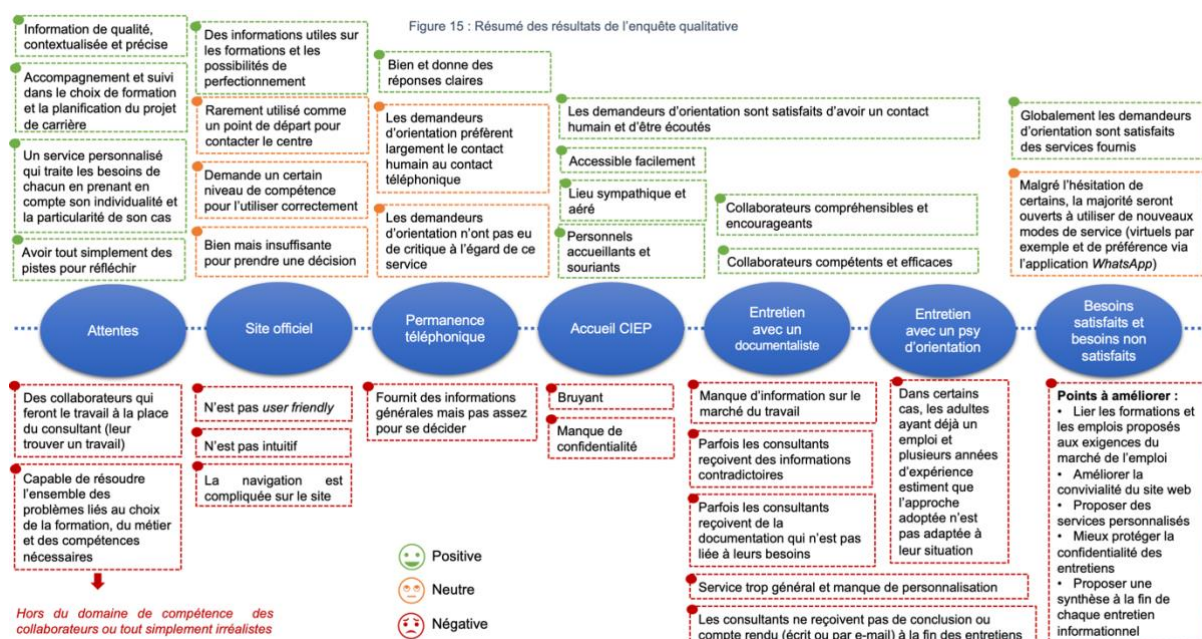 Figure 15 : Résumé des résultats de l'enquête qualitative
Information de qualité,
contextualisée et précise
Accompagnement et suivi
dans le choix de formation
et la planification du projet
de carrière
Un service personnalisé
qui traite les besoins de
chacun en prenant en
compte son individualité et
la particularité de son cas
Avoir tout simplement des
pistes pour réfléchir
Des informations utiles sur
les formations et les
possibilités de
perfectionnement
Rarement utilisé comme
un point de départ pour
contacter le centre
Demande un certain
niveau de compétence
pour l'utiliser correctement
Bien mais insuffisante
pour prendre une décision
Bien et donne des
réponses claires
Les demandeurs
d'orientation préfèrent
largement le contact
humain au contact
téléphonique
Les demandeurs
d'orientation n'ont pas eu
de critique à l'égard de ce
service
Les demandeurs d'orientation sont satisfaits d'avoir un contact
humain et d'être écoutés
Accessible facilement
Lieu sympathique et
aéré
Personnels
accueillants et
souriants
Collaborateurs compréhensibles et
encourageants
Collaborateurs compétents et efficaces
Globalement les demandeurs
d'orientation sont satisfaits
des services fournis
Malgré l'hésitation de
certains, la majorité seront
ouverts à utiliser de nouveaux
modes de service (virtuels par
exemple et de préférence via
l'application WhatsApp)
Attentes
Site officiel
Permanence
téléphonique
Accueil CIEP
Entretien
avec un
documentaliste
Entretien
avec un psy
d'orientation
Besoins
satisfaits et
besoins non
satisfaits
Des collaborateurs qui
feront le travail à la place
du consultant (leur
trouver un travail)
Capable de résoudre
l'ensemble des
problèmes liés au choix
de la formation, du métier
et des compétences
nécessaires
Hors du domaine de compétence des
collaborateurs ou tout simplement irréalistes
N'est pas user friendly
N'est pas intuitif
La navigation est
compliquée sur le site
Fournit des informations
générales mais pas assez
pour se décider
Bruyant
Manque de
confidentialité
Manque d'information sur le
marché du travail
Parfois les consultants
reçoivent des informations
contradictoires
Parfois les consultants
reçoivent de la
documentation qui n'est pas
liée à leurs besoins
Dans certains
cas, les adultes
ayant déjà un
emploi et
plusieurs années
d'expérience
estiment que
l'approche
adoptée n'est
pas adaptée à
leur situation
Service trop général et manque de personnalisation
Les consultants ne reçoivent pas de conclusion ou
compte rendu (écrit ou par e-mail) à la fin des entretiens
Points à améliorer :
• Lier les formations et
les emplois proposés
aux exigences du
marché de l'emploi
• Améliorer la
convivialité du site web
• Proposer des
services personnalisés
• Mieux protéger la
confidentialité des
entretiens
• Proposer une
synthèse à la fin de
chaque entretien
informationnel
Positive
Neutre
Négative